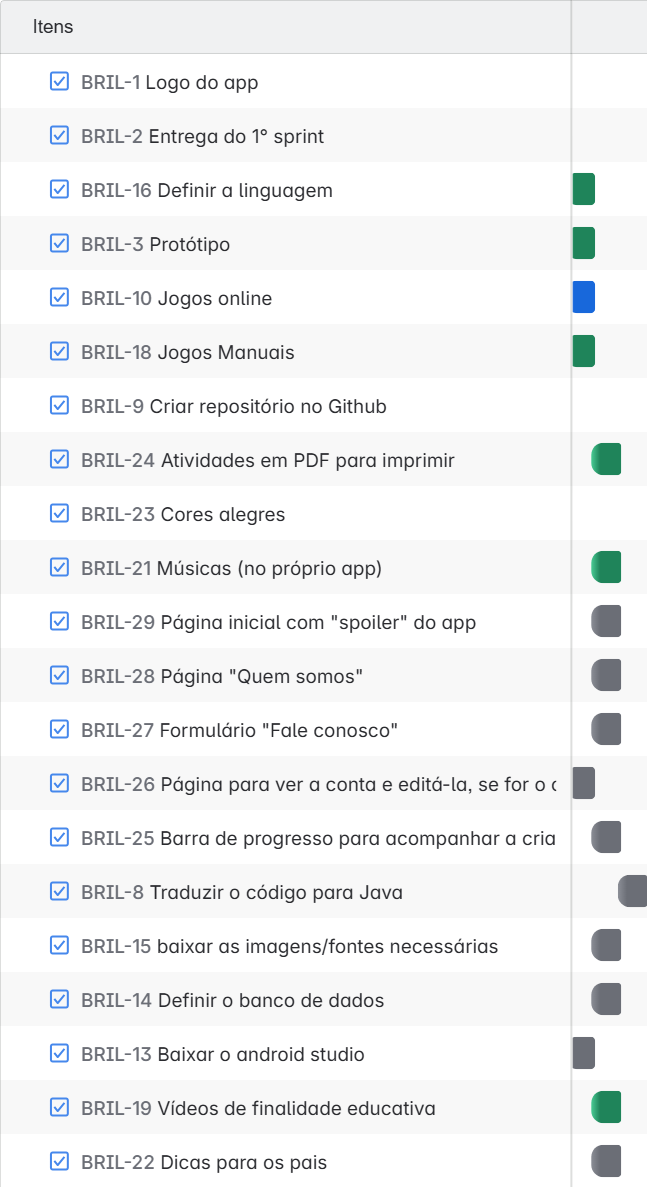 Itens
BRIL-1 Logo do app
BRIL-2 Entrega do 1° sprint
BRIL-16 Definir a linguagem
BRIL-3 Protótipo
BRIL-10 Jogos online
BRIL-18 Jogos Manuais
BRIL-9 Criar repositório no Github
BRIL-24 Atividades em PDF para imprimir
BRIL-23 Cores alegres
BRIL-21 Músicas (no próprio app)
BRIL-29 Página inicial com "spoiler" do app
BRIL-28 Página "Quem somos"
BRIL-27 Formulário "Fale conosco"
BRIL-26 Página para ver a conta e editá-la, se for o
BRIL-25 Barra de progresso para acompanhar a cria
BRIL-8 Traduzir o código para Java
BRIL-15 baixar as imagens/fontes necessárias
BRIL-14 Definir o banco de dados
BRIL-13 Baixar o android studio
BRIL-19 Vídeos de finalidade educativa
BRIL-22 Dicas para os pais